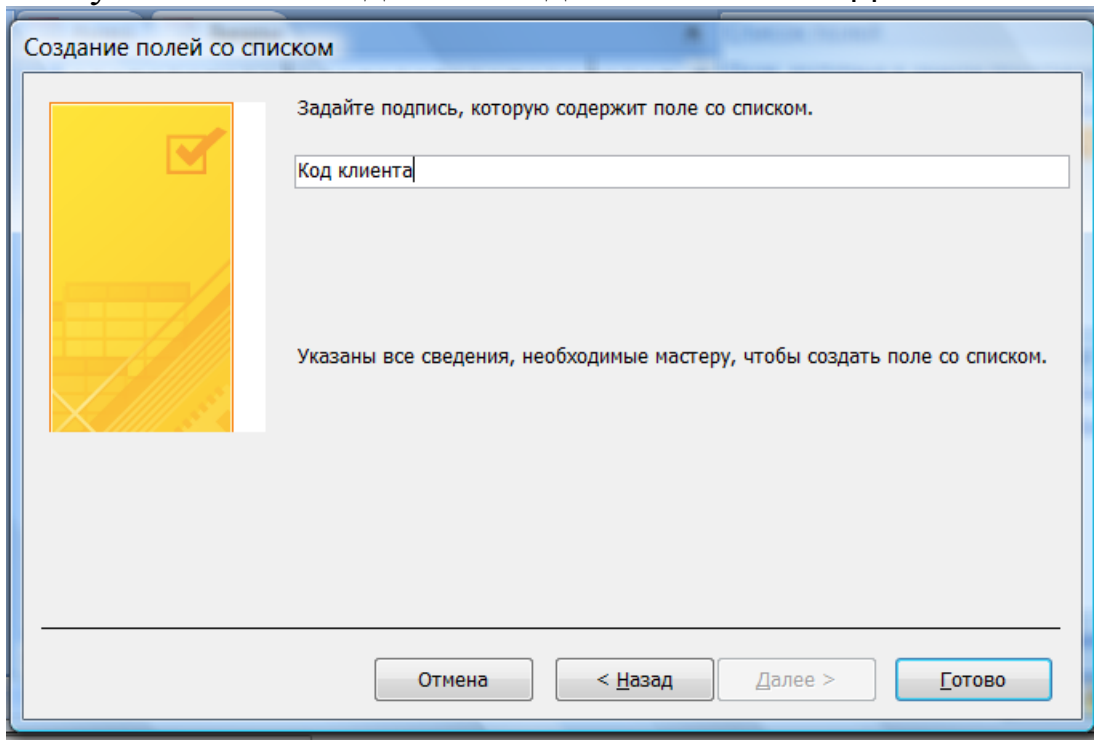 Создание полей со списком
Задайте подпись, которую содержит поле со списком.
Код клиента
Указаны все сведения, необходимые мастеру, чтобы создать поле со списком.
Отмена
< Назад
Далее >
Готово